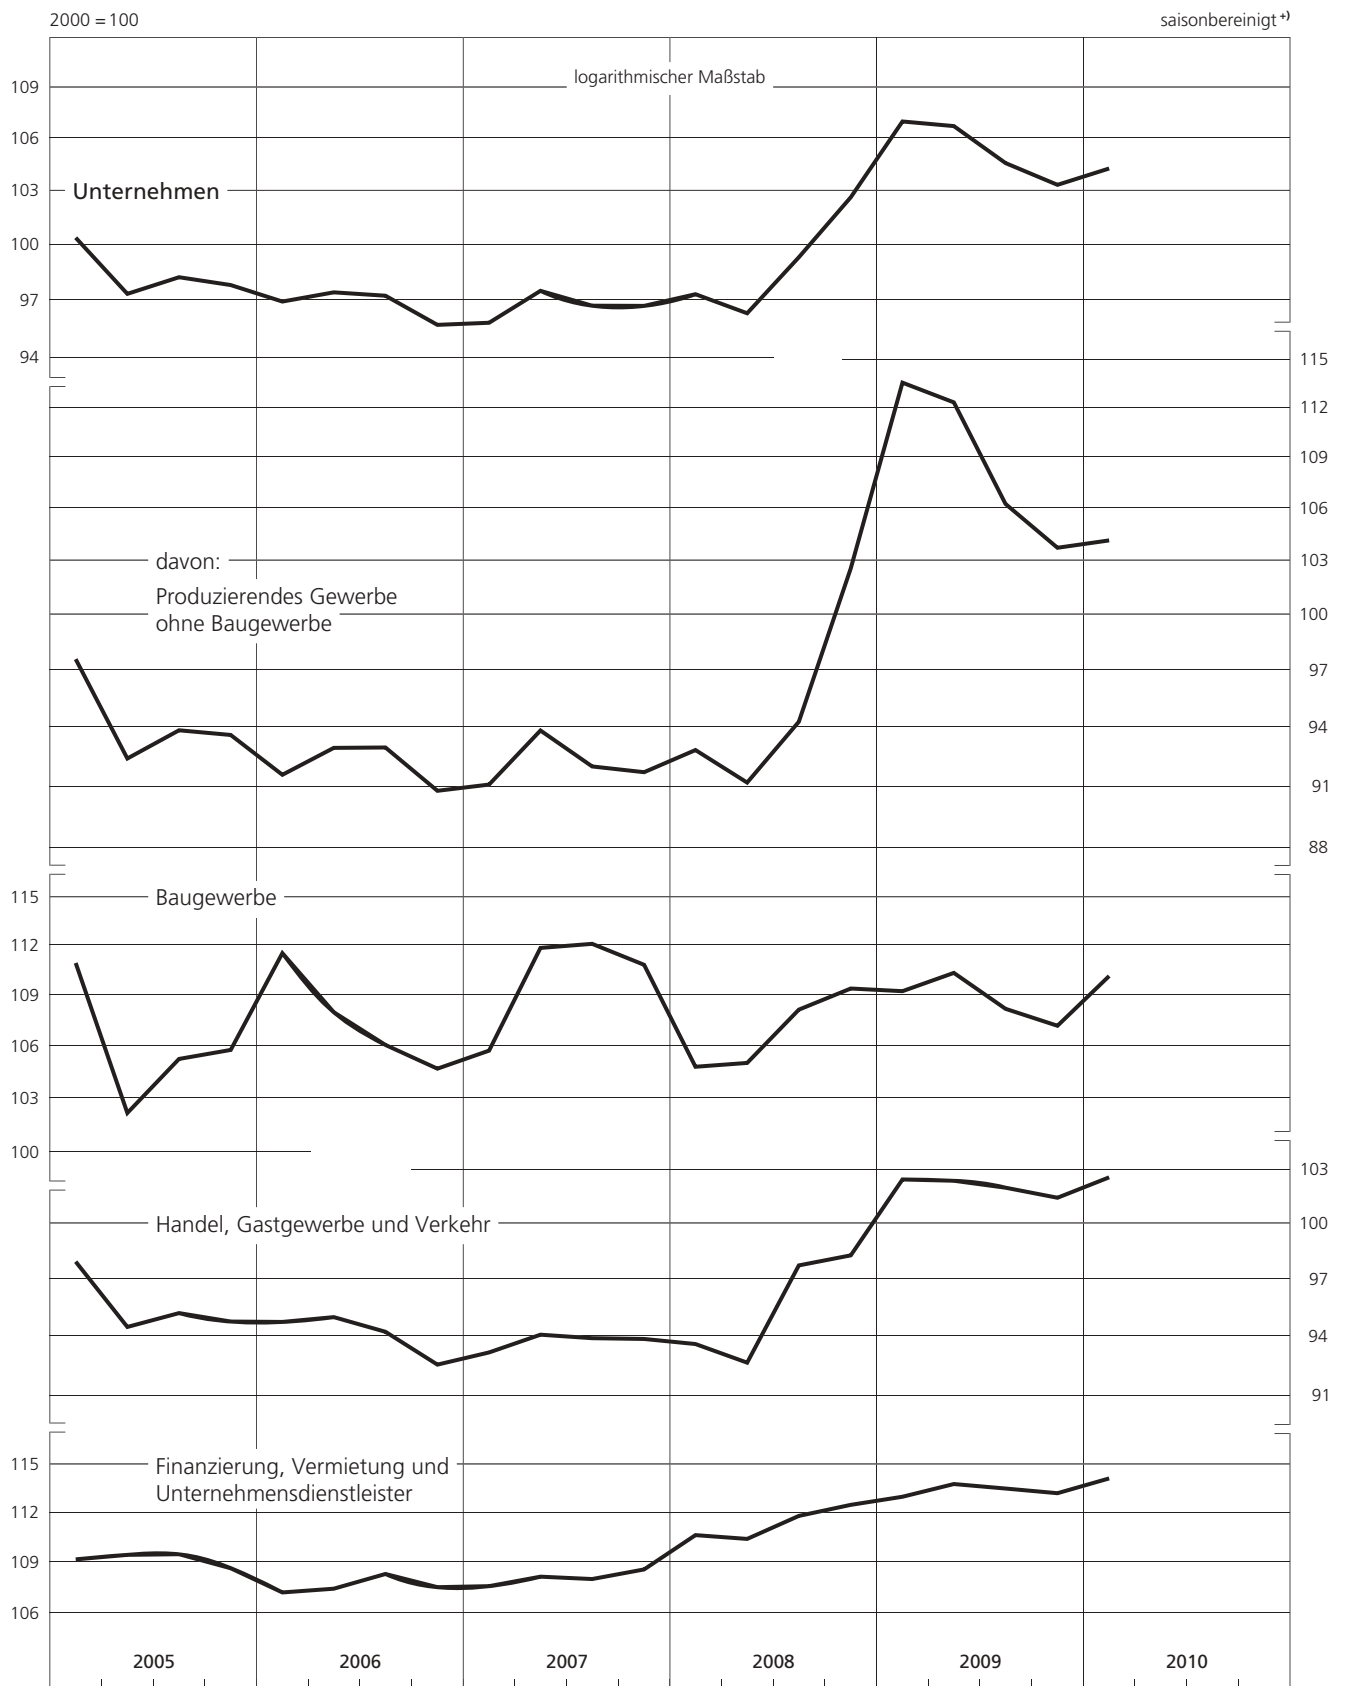 2000 = 100
saisonbereinigt +)
logarithmischer Maßstab
109
106
103
Unternehmen
100
97
94
115
112
109
106
davon:
103
Produzierendes Gewerbe
100
ohne Baugewerbe
97
94
91
88
115
Baugewerbe
112
109
106
103
100
103
Handel, Gastgewerbe und Verkehr
100
97
94
91
115
Finanzierung, Vermietung und
Unternehmensdienstleister
112
109
106
2005 2006 2007 2008 2009 2010